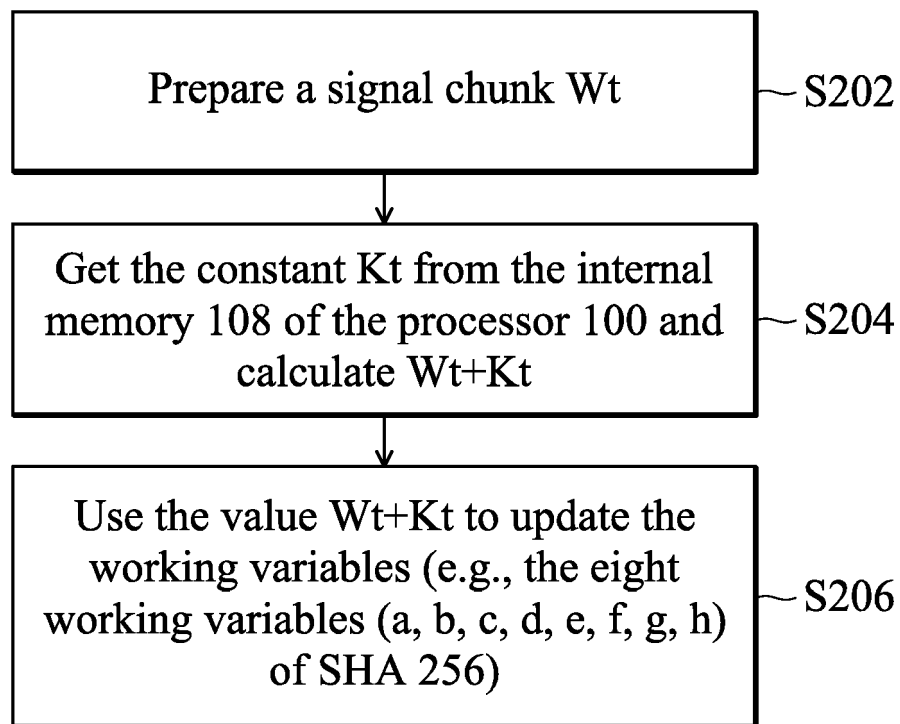 Prepare a signal chunk Wt
S202
Get the constant Kt from the internal
memory 108 of the processor 100 and
calculate Wt+Kt
S204
Use the value Wt+Kt to update the
working variables (e.g., the eight
working variables (a, b, c, d, e, f, g, h)
of SHA 256)
S206